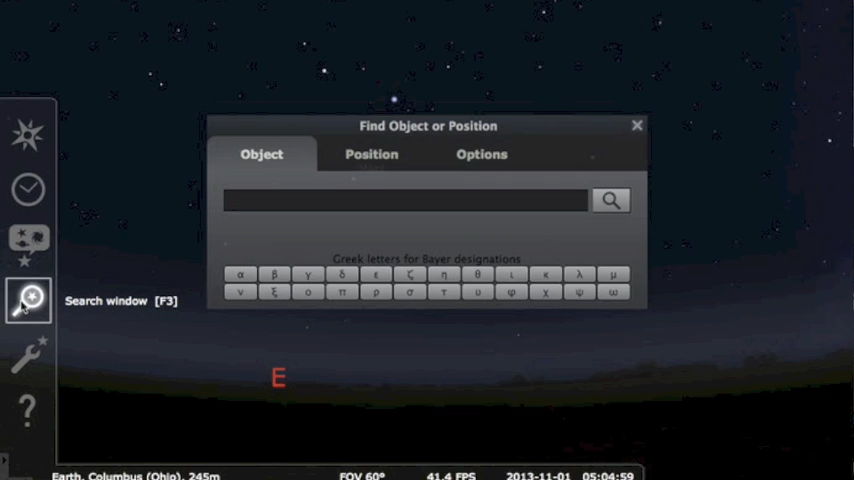 Find Object or Position
Object Position Options
Greek letters for Bayer designations
α β γ δ ε ζ η θ ι κ λ μ
ν ξ ο π ρ σ τ υ φ χ ψ ω
Search window [F3]
E
Earth, Columbus (Ohio), 245m FOV 60° 41.4 FPS 2013-11-01 05:04:59